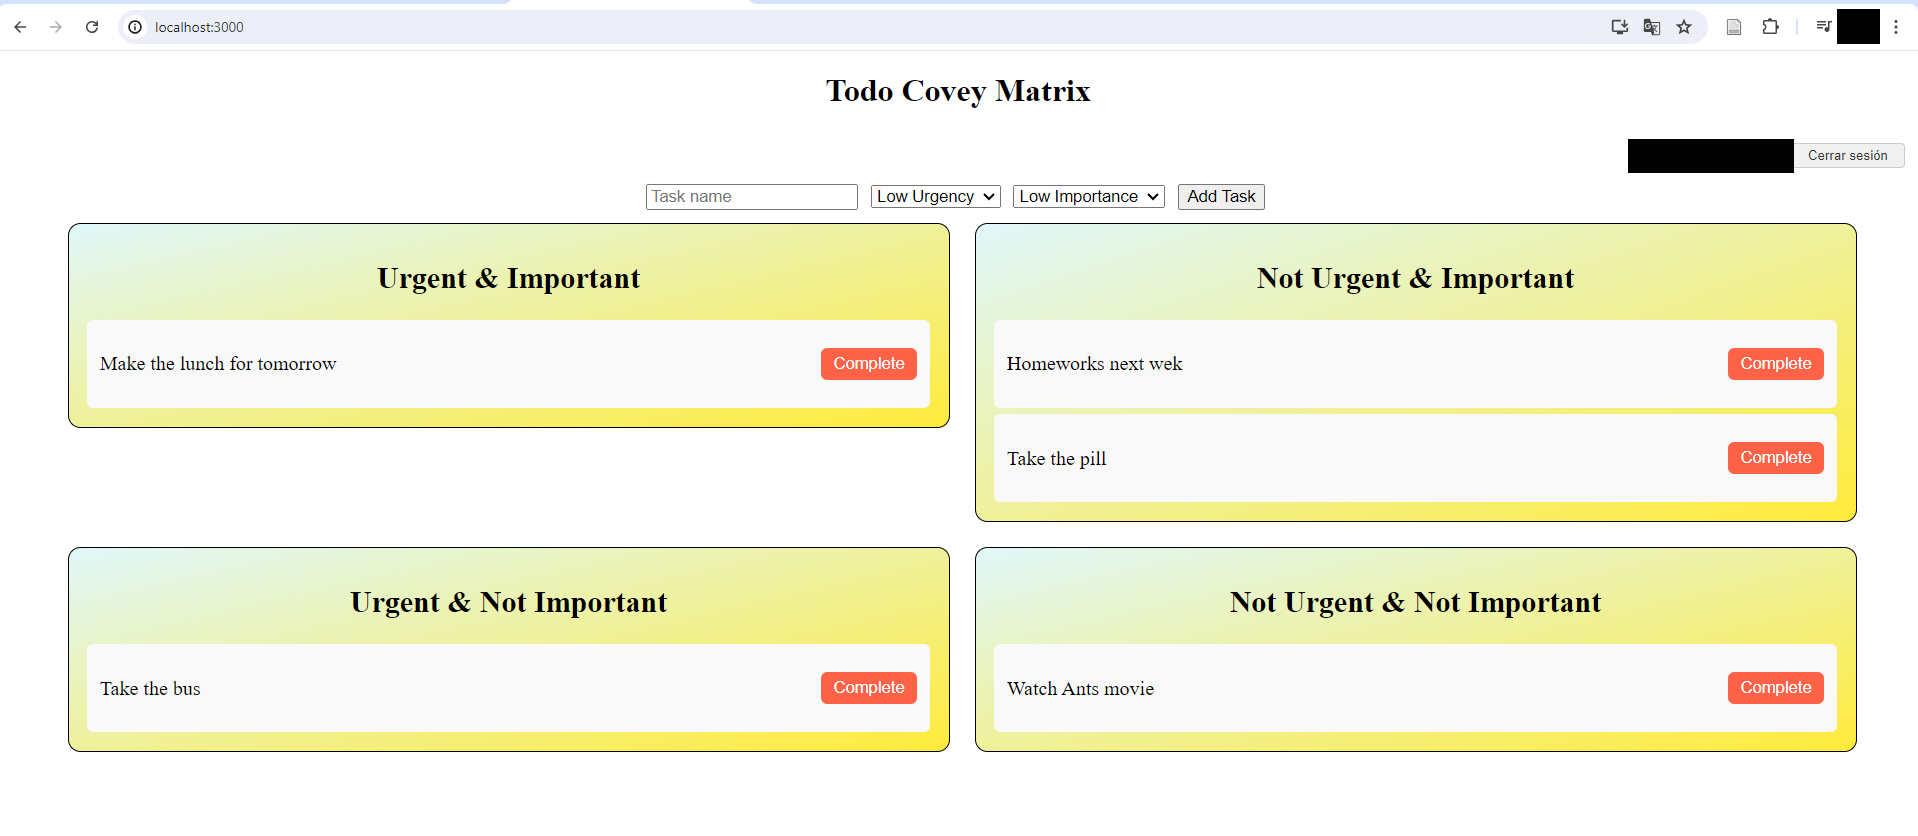 localhost:3000
Todo Covey Matrix
Cerrar sesión
Task name Low Urgency Low Importance Add Task
Urgent & Important
Make the lunch for tomorrow Complete
Not Urgent & Important
Homeworks next wek Complete
Take the pill Complete
Urgent & Not Important
Take the bus Complete
Not Urgent & Not Important
Watch Ants movie Complete